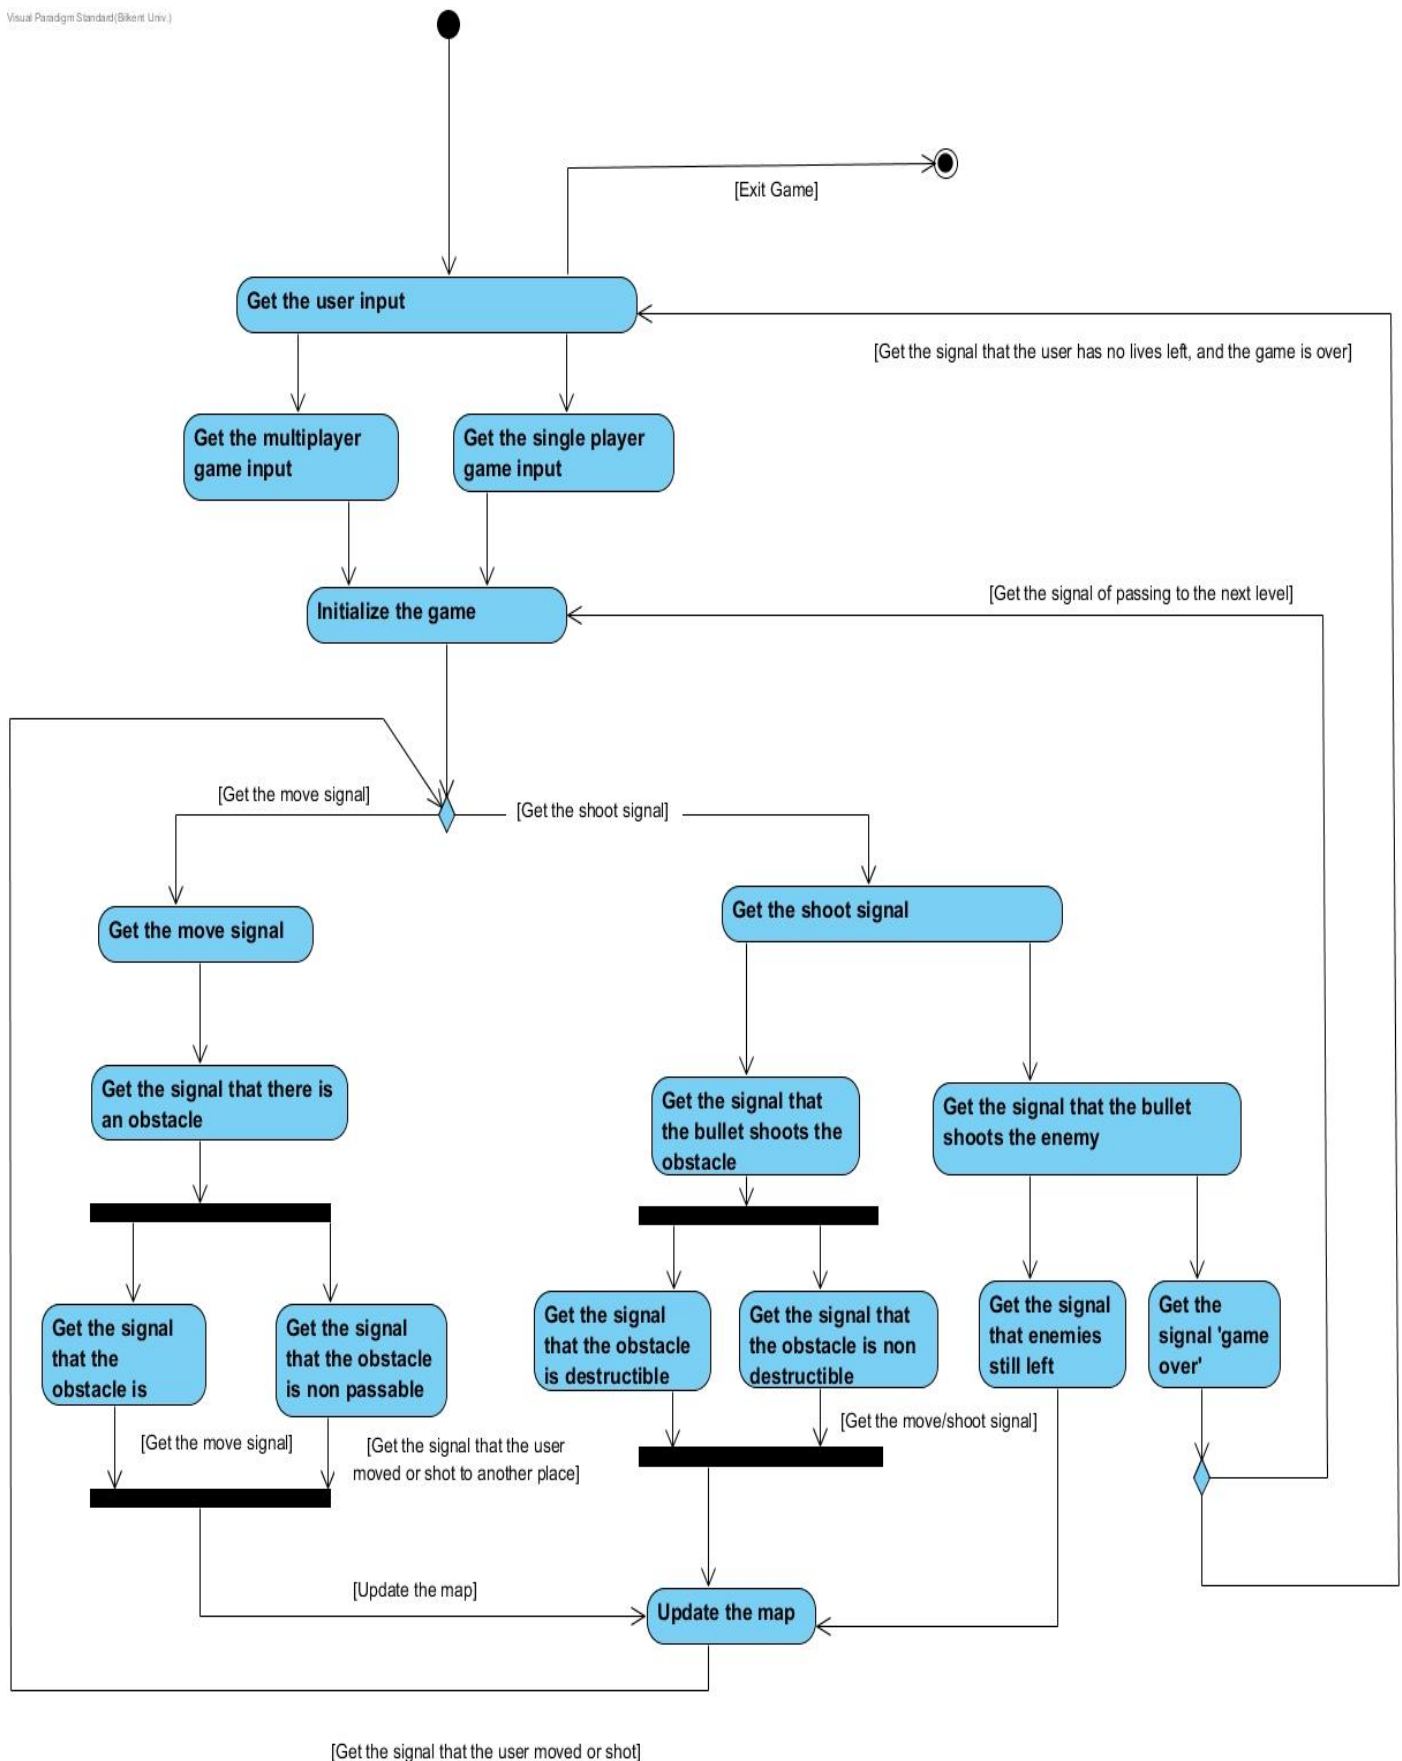 Visual Paradigm Standard(Bilkent Univ.)
[Exit Game]
Get the user input
[Get the signal that the user has no lives left, and the game is over]
Get the multiplayer
game input
Get the single player
game input
[Get the signal of passing to the next level]
Initialize the game
[Get the move signal]
[Get the shoot signal]
Get the move signal
Get the shoot signal
Get the signal that there is
an obstacle
Get the signal that
the bullet shoots the
obstacle
Get the signal that the bullet
shoots the enemy
Get the signal
that the
obstacle is
Get the signal
that the obstacle
is non passable
Get the signal
that the obstacle
is destructible
Get the signal that
the obstacle is non
destructible
Get the signal
that enemies
still left
Get the
signal 'game
over'
[Get the move signal]
[Get the signal that the user
moved or shot to another place]
[Get the move/shoot signal]
[Update the map]
Update the map
[Get the signal that the user moved or shot]